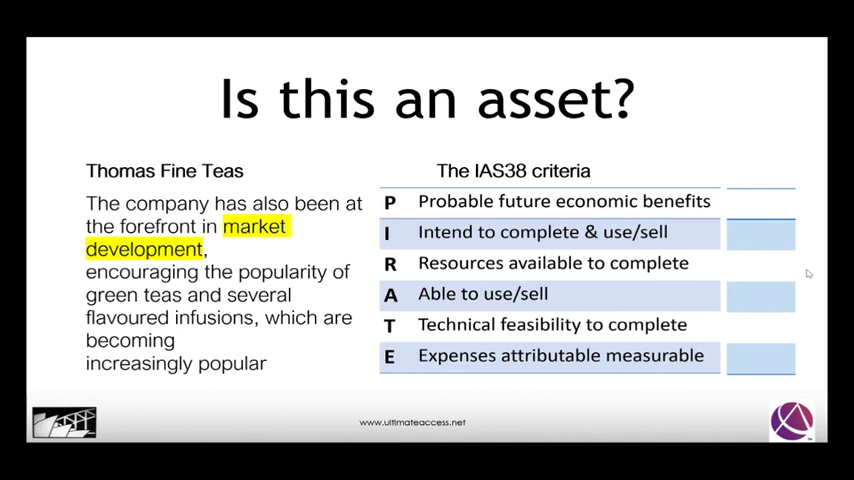 Is this an asset?
Thomas Fine Teas
The company has also been at
the forefront in market
development,
encouraging the popularity of
green teas and several
flavoured infusions, which are
becoming
increasingly popular
The IAS38 criteria
P Probable future economic benefits
I Intend to complete & use/sell
R Resources available to complete
A Able to use/sell
T Technical feasibility to complete
E Expenses attributable measurable
www.ultimateaccess.net